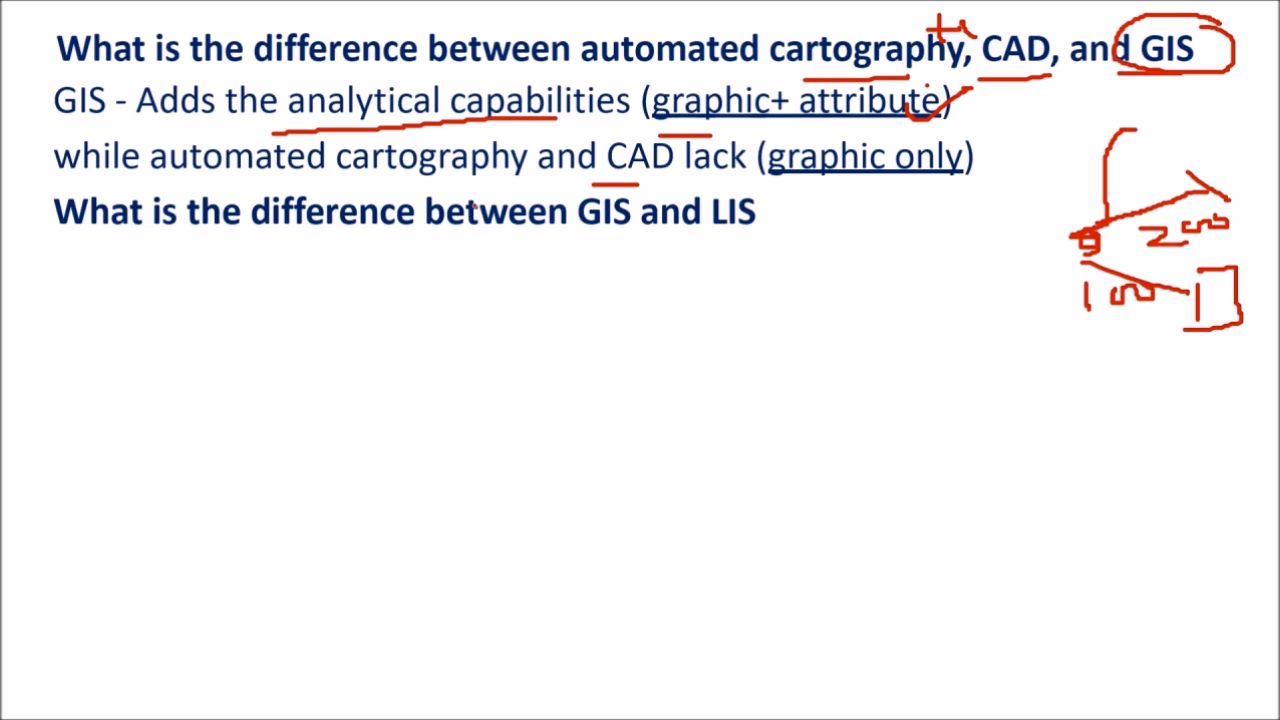 What is the difference between automated cartography, CAD, and GIS
GIS - Adds the analytical capabilities (graphic+ attribute)
while automated cartography and CAD lack (graphic only)
What is the difference between GIS and LIS